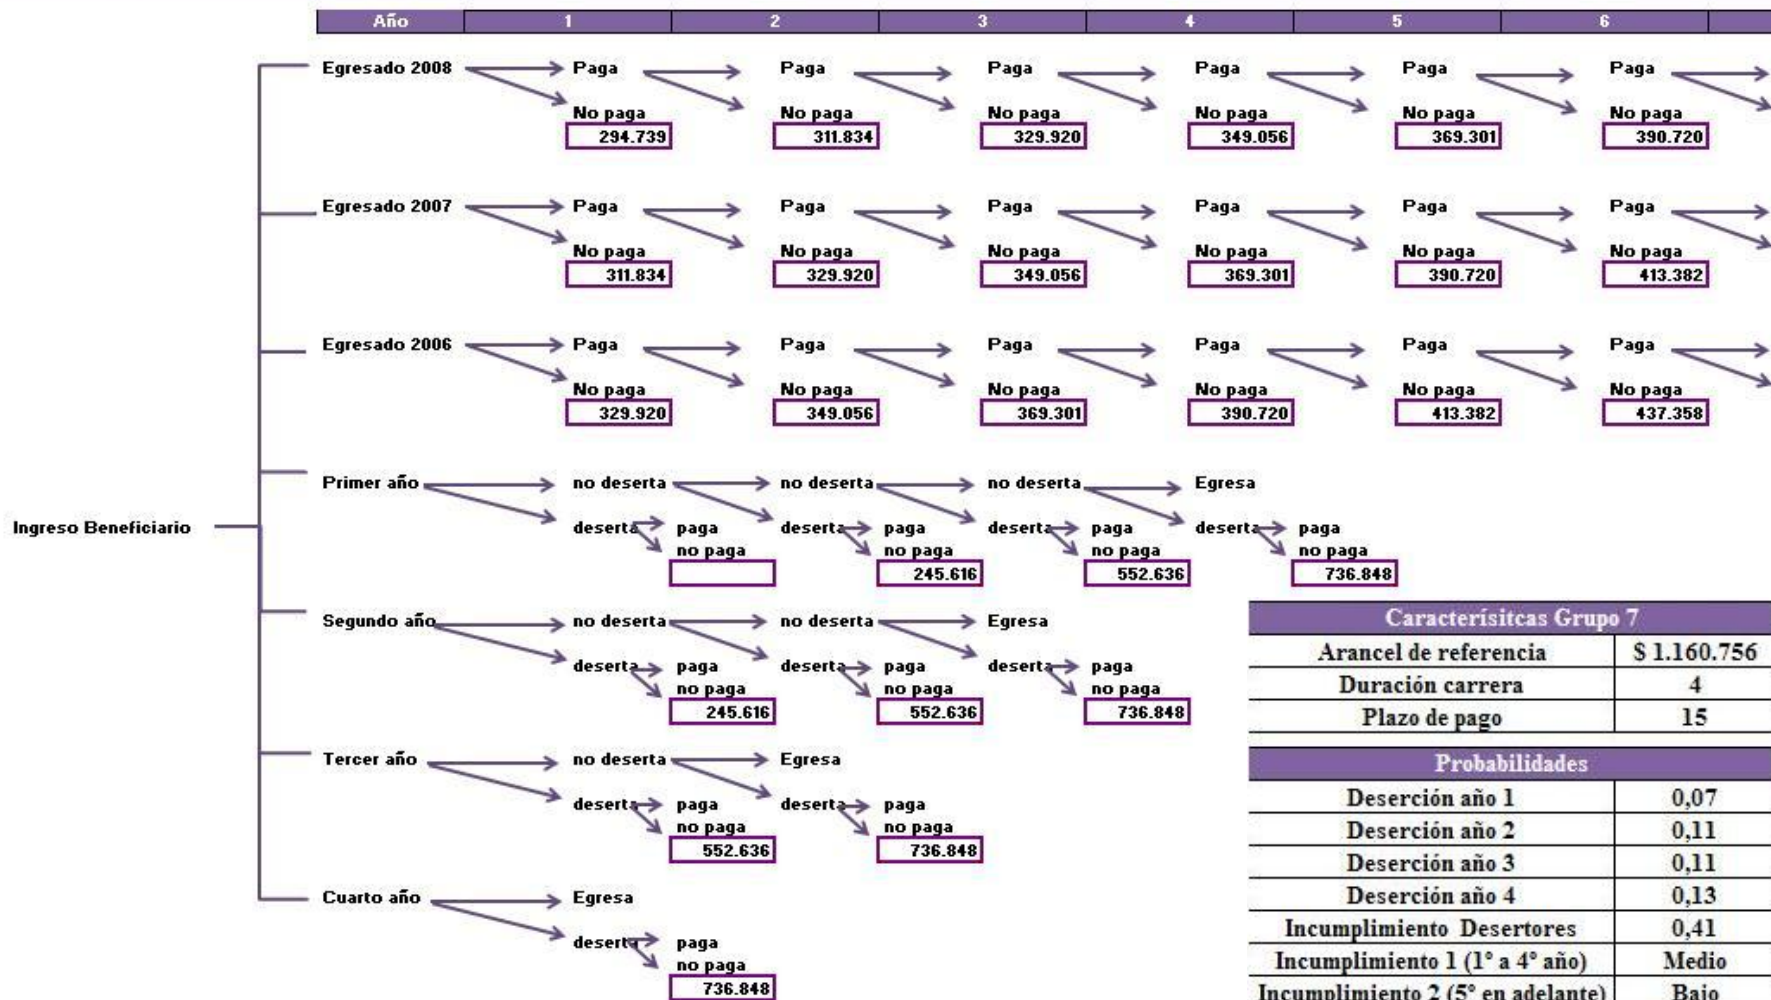 Año 1 2 3 4 5 6
Egresado 2008 Paga Paga Paga Paga Paga Paga
No paga No paga No paga No paga No paga No paga
294.739 311.834 329.920 349.056 369.301 390.720
Egresado 2007 Paga Paga Paga Paga Paga Paga
No paga No paga No paga No paga No paga No paga
311.834 329.920 349.056 369.301 390.720 413.382
Egresado 2006 Paga Paga Paga Paga Paga Paga
No paga No paga No paga No paga No paga No paga
329.920 349.056 369.301 390.720 413.382 437.358
Primer año no deserta no deserta no deserta Egresa
Ingreso Beneficiario
deserta paga deserta paga deserta paga deserta paga
no paga no paga no paga no paga
245.616 552.636 736.848
Segundo año no deserta no deserta Egresa
deserta paga deserta paga deserta paga
no paga no paga no paga
245.616 552.636 736.848
Tercer año no deserta Egresa
deserta paga deserta paga
no paga no paga
552.636 736.848
Cuarto año Egresa
deserta paga
no paga
736.848
Caracterísitcas Grupo 7
Arancel de referencia $ 1.160.756
Duración carrera 4
Plazo de pago 15
Probabilidades
Deserción año 1 0,07
Deserción año 2 0,11
Deserción año 3 0,11
Deserción año 4 0,13
Incumplimiento Desertores 0,41
Incumplimiento 1 (1° a 4° año) Medio
Incumplimiento 2 (5° en adelante) Bajo